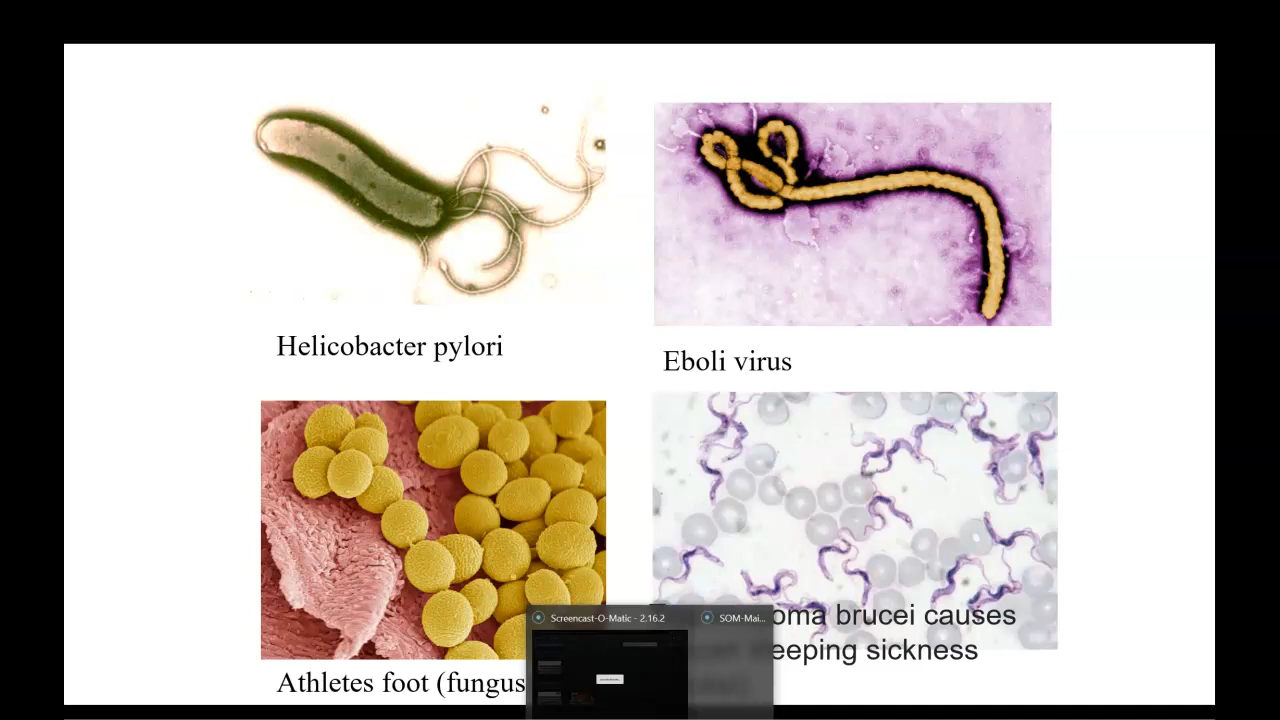 Helicobacter pylori
Eboli virus
Athletes foot (fungus
Screencast-O-Matic - 2.16.2
SOM-Mai...
oma brucei causes
eeping sickness